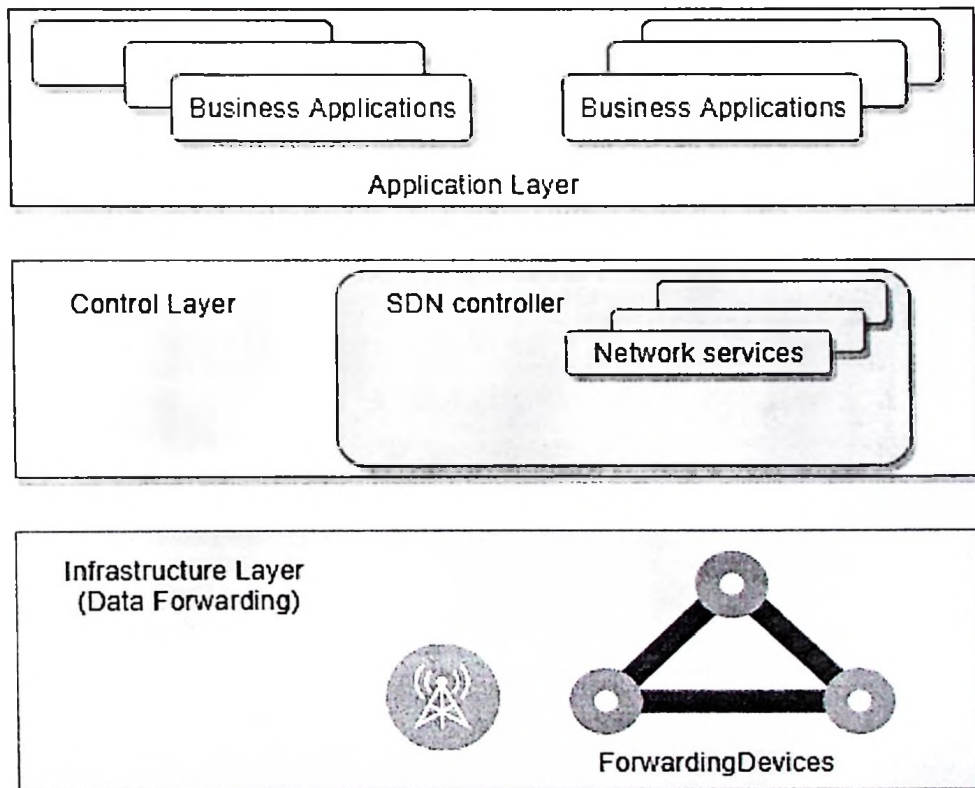 Business Applications
Business Applications
Application Layer
Control Layer
SDN controller
Network services
Infrastructure Layer
(Data Forwarding)
ForwardingDevices